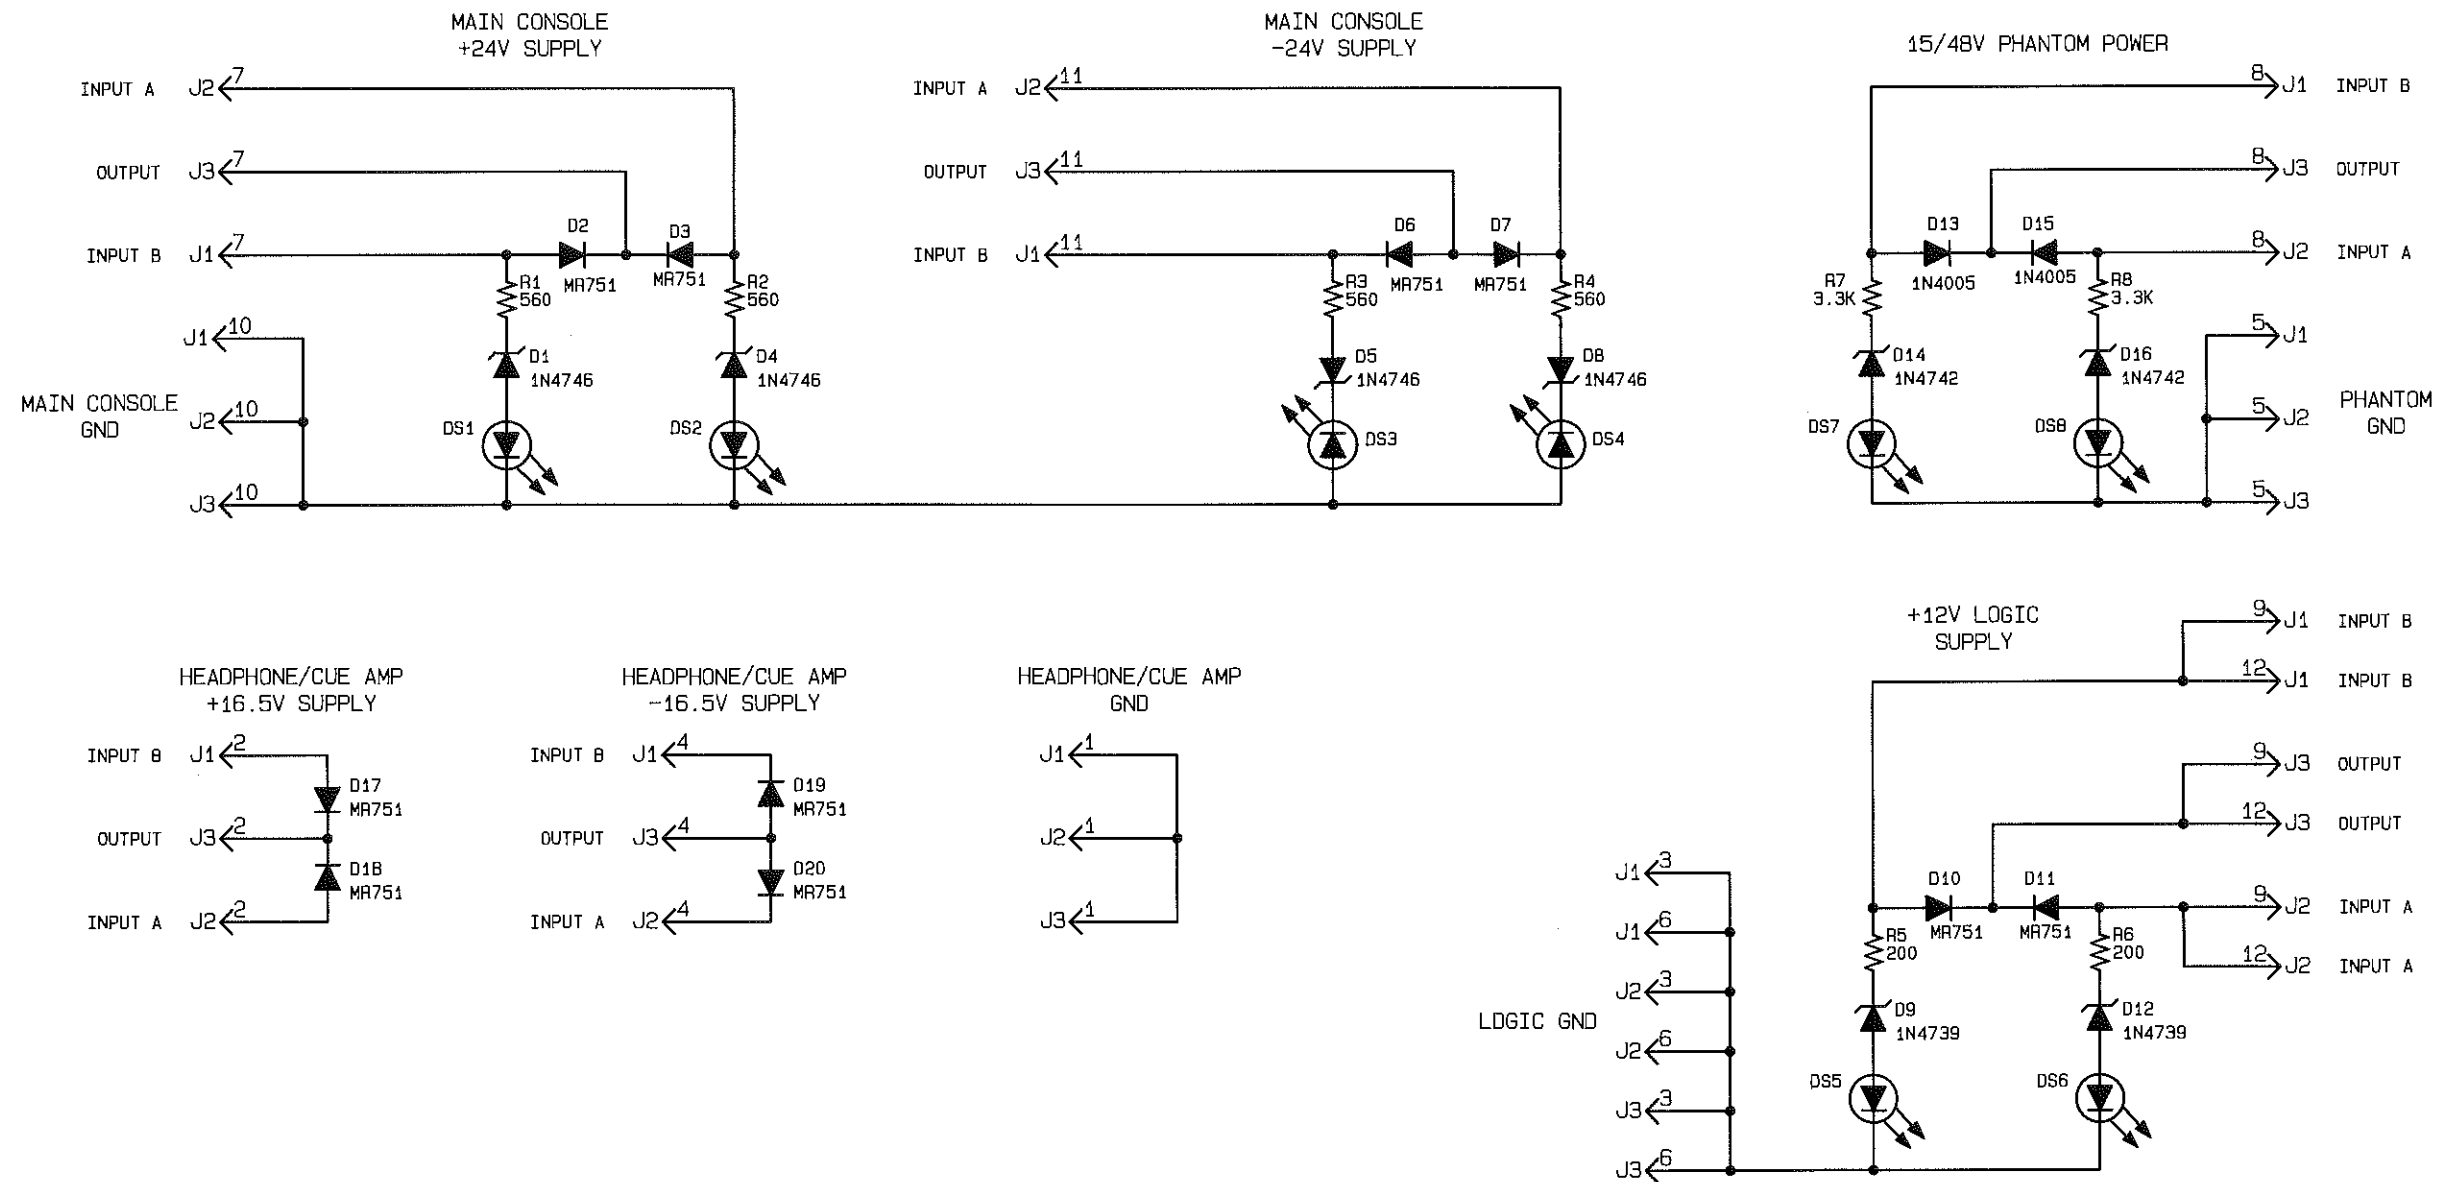 MAIN CONSOLE
+24V SUPPLY
INPUT A J2 7
OUTPUT J3 7
INPUT B J1 7
D2
MR751
D3
MR751
R1
560
R2
560
D1
1N4746
D4
1N4746
DS1
DS2
J1 10
MAIN CONSOLE
GND
J2 10
J3 10
MAIN CONSOLE
-24V SUPPLY
INPUT A J2 11
OUTPUT J3 11
INPUT B J1 11
D6
MR751
D7
MR751
R3
560
R4
560
D5
1N4746
D8
1N4746
DS3
DS4
15/48V PHANTOM POWER
8 J1 INPUT B
8 J3 OUTPUT
8 J2 INPUT A
D13
1N4005
D15
1N4005
R7
3.3K
R8
3.3K
D14
1N4742
D16
1N4742
DS7
DS8
5 J1
5 J2
PHANTOM
GND
5 J3
HEADPHONE/CUE AMP
+16.5V SUPPLY
INPUT B J1 2
D17
MR751
OUTPUT J3 2
D18
MR751
INPUT A J2 2
HEADPHONE/CUE AMP
-16.5V SUPPLY
INPUT B J1 4
D19
MR751
OUTPUT J3 4
D20
MR751
INPUT A J2 4
HEADPHONE/CUE AMP
GND
J1 1
J2 1
J3 1
+12V LOGIC
SUPPLY
9 J1 INPUT B
12 J1 INPUT B
9 J3 OUTPUT
12 J3 OUTPUT
D10
MR751
D11
MR751
9 J2 INPUT A
12 J2 INPUT A
R5
200
R6
200
D9
1N4739
D12
1N4739
DS5
DS6
J1 3
J1 6
J2 3
LOGIC GND
J2 6
J3 3
J3 6